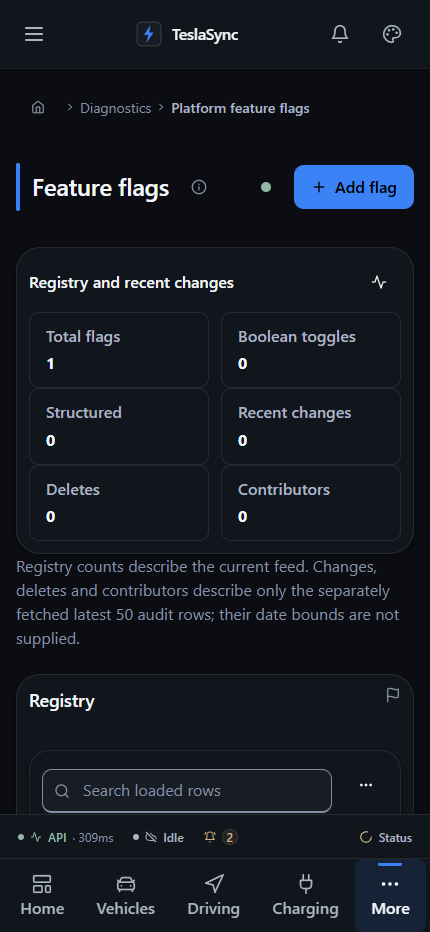 TeslaSync
Diagnostics > Platform feature flags
Feature flags
+ Add flag
Registry and recent changes
Total flags
1
Boolean toggles
0
Structured
0
Recent changes
0
Deletes
0
Contributors
0
Registry counts describe the current feed. Changes,
deletes and contributors describe only the separately
fetched latest 50 audit rows; their date bounds are not
supplied.
Registry
Search loaded rows
API · 309ms
Idle
2
Status
Home
Vehicles
Driving
Charging
More